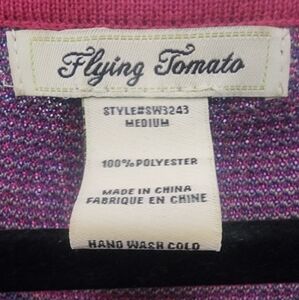 Flying Tomato
STYLE#SW3243
MEDIUM
100% POLYESTER
MADE IN CHINA
FABRIQUE EN CHINE
HAND WASH COLD